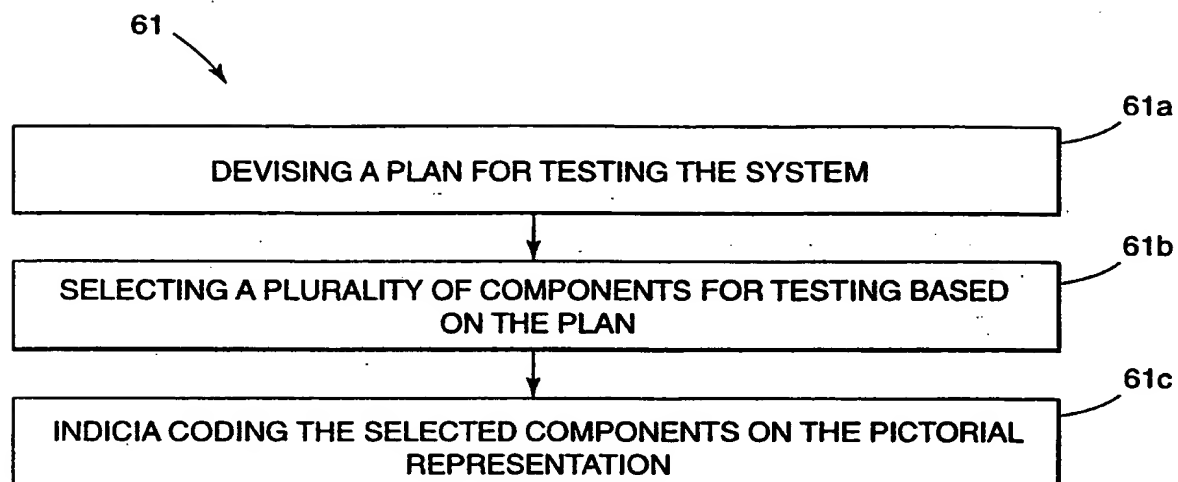 61
61a
DEVISING A PLAN FOR TESTING THE SYSTEM
61b
SELECTING A PLURALITY OF COMPONENTS FOR TESTING BASED
ON THE PLAN
61c
INDICIA CODING THE SELECTED COMPONENTS ON THE PICTORIAL
REPRESENTATION